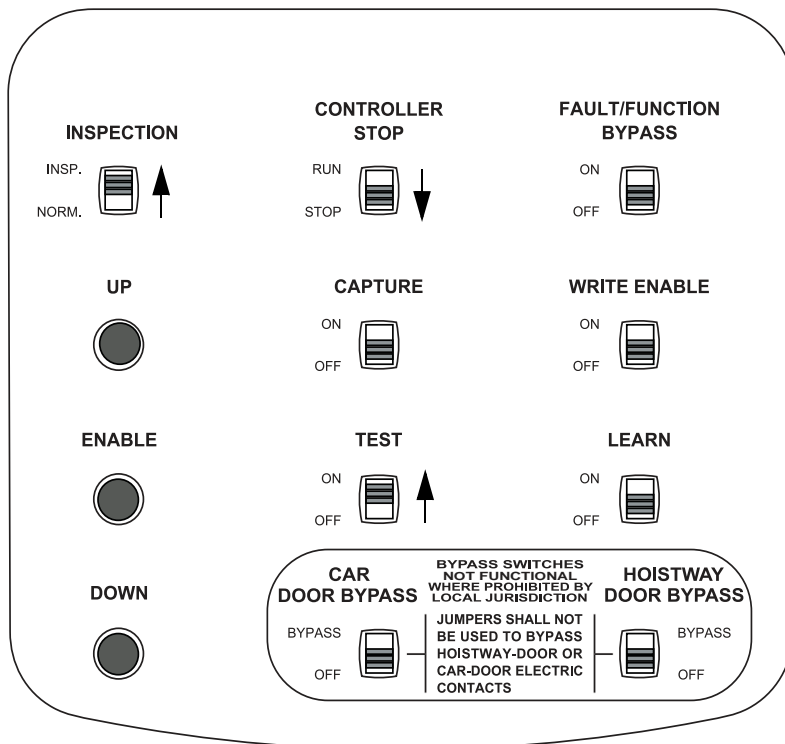 INSPECTION
INSP.
NORM.
CONTROLLER
STOP
RUN
STOP
FAULT/FUNCTION
BYPASS
ON
OFF
UP
CAPTURE
ON
OFF
WRITE ENABLE
ON
OFF
ENABLE
TEST
ON
OFF
LEARN
ON
OFF
DOWN
CAR
DOOR BYPASS
BYPASS
OFF
BYPASS SWITCHES
NOT FUNCTIONAL
WHERE PROHIBITED BY
LOCAL JURISDICTION
JUMPERS SHALL NOT
BE USED TO BYPASS
HOISTWAY-DOOR OR
CAR-DOOR ELECTRIC
CONTACTS
HOISTWAY
DOOR BYPASS
BYPASS
OFF